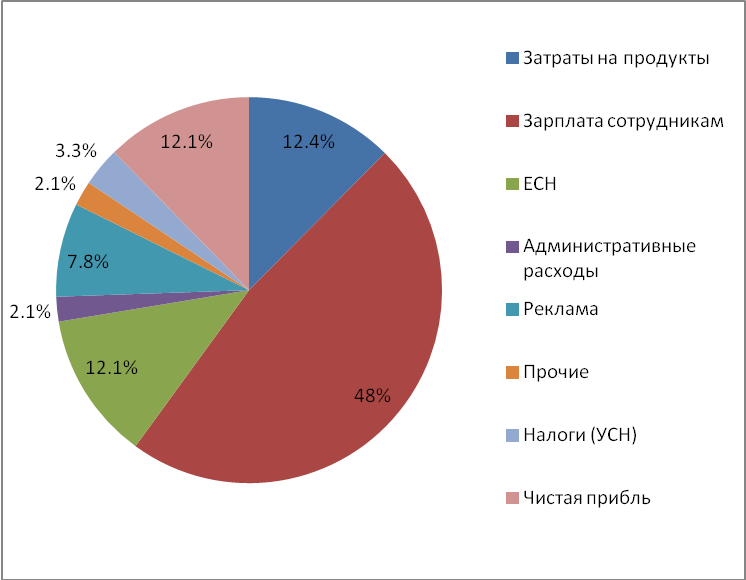 Затраты на продукты
12.1%
12.4%
3.3%
Зарплата сотрудникам
2.1%
ЕСН
Административные
расходы
7.8%
Реклама
2.1%
12.1%
Прочие
48%
Налоги (УСН)
Чистая прибль